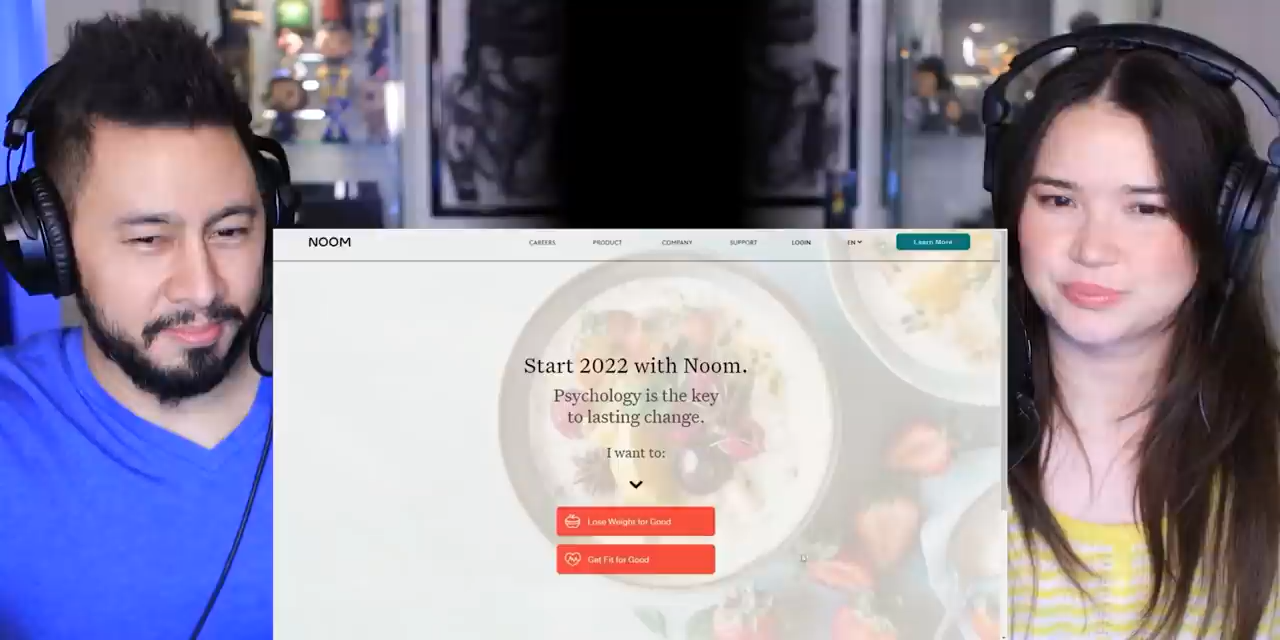 NOOM
CAREERS
PRODUCT
COMPANY
SUPPORT
LOGIN
EN
Learn More
Start 2022 with Noom.
Psychology is the key
to lasting change.
I want to:
Lose Weight for Good
Get Fit for Good